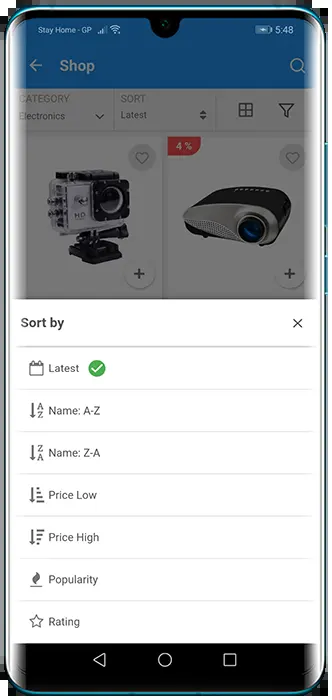 Stay Home - GP 5:48
Shop
CATEGORY SORT
Electronics Latest
4 %
HD
Sort by
Latest
Name: A-Z
Name: Z-A
Price Low
Price High
Popularity
Rating